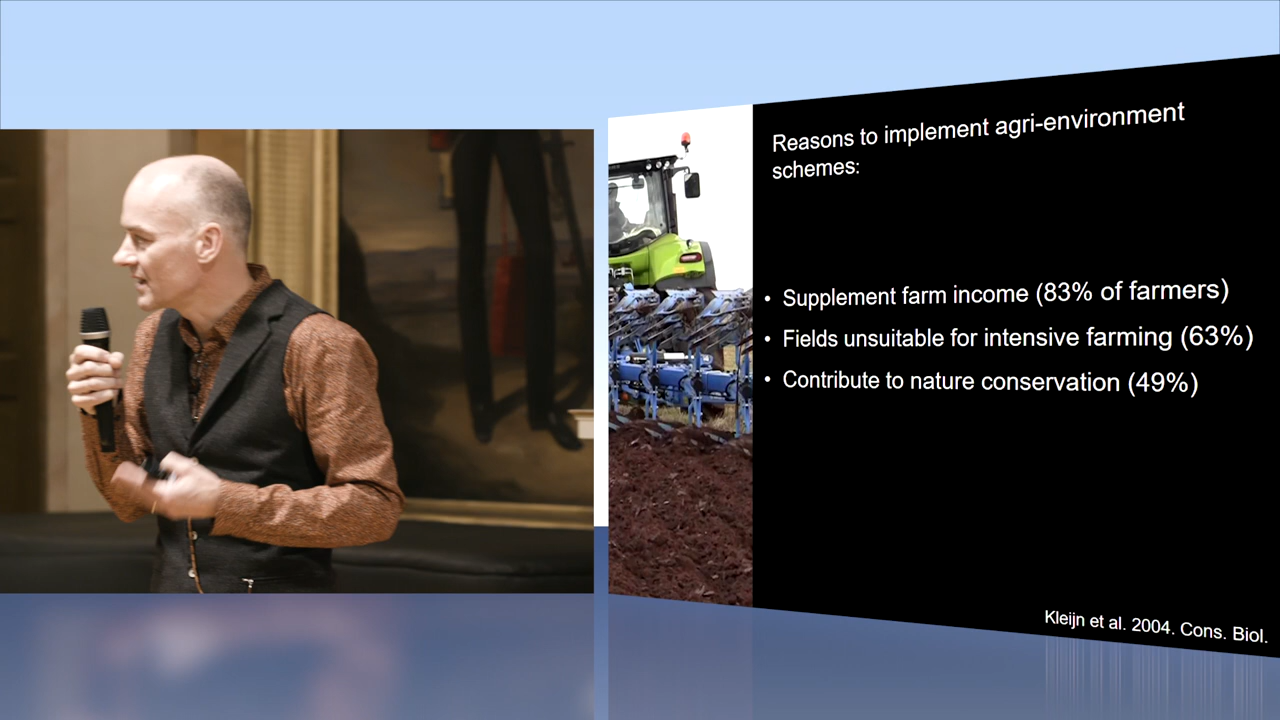 Reasons to implement agri-environment
schemes:
• Supplement farm income (83% of farmers)
• Fields unsuitable for intensive farming (63%)
• Contribute to nature conservation (49%)
Kleijn et al. 2004. Cons. Biol.